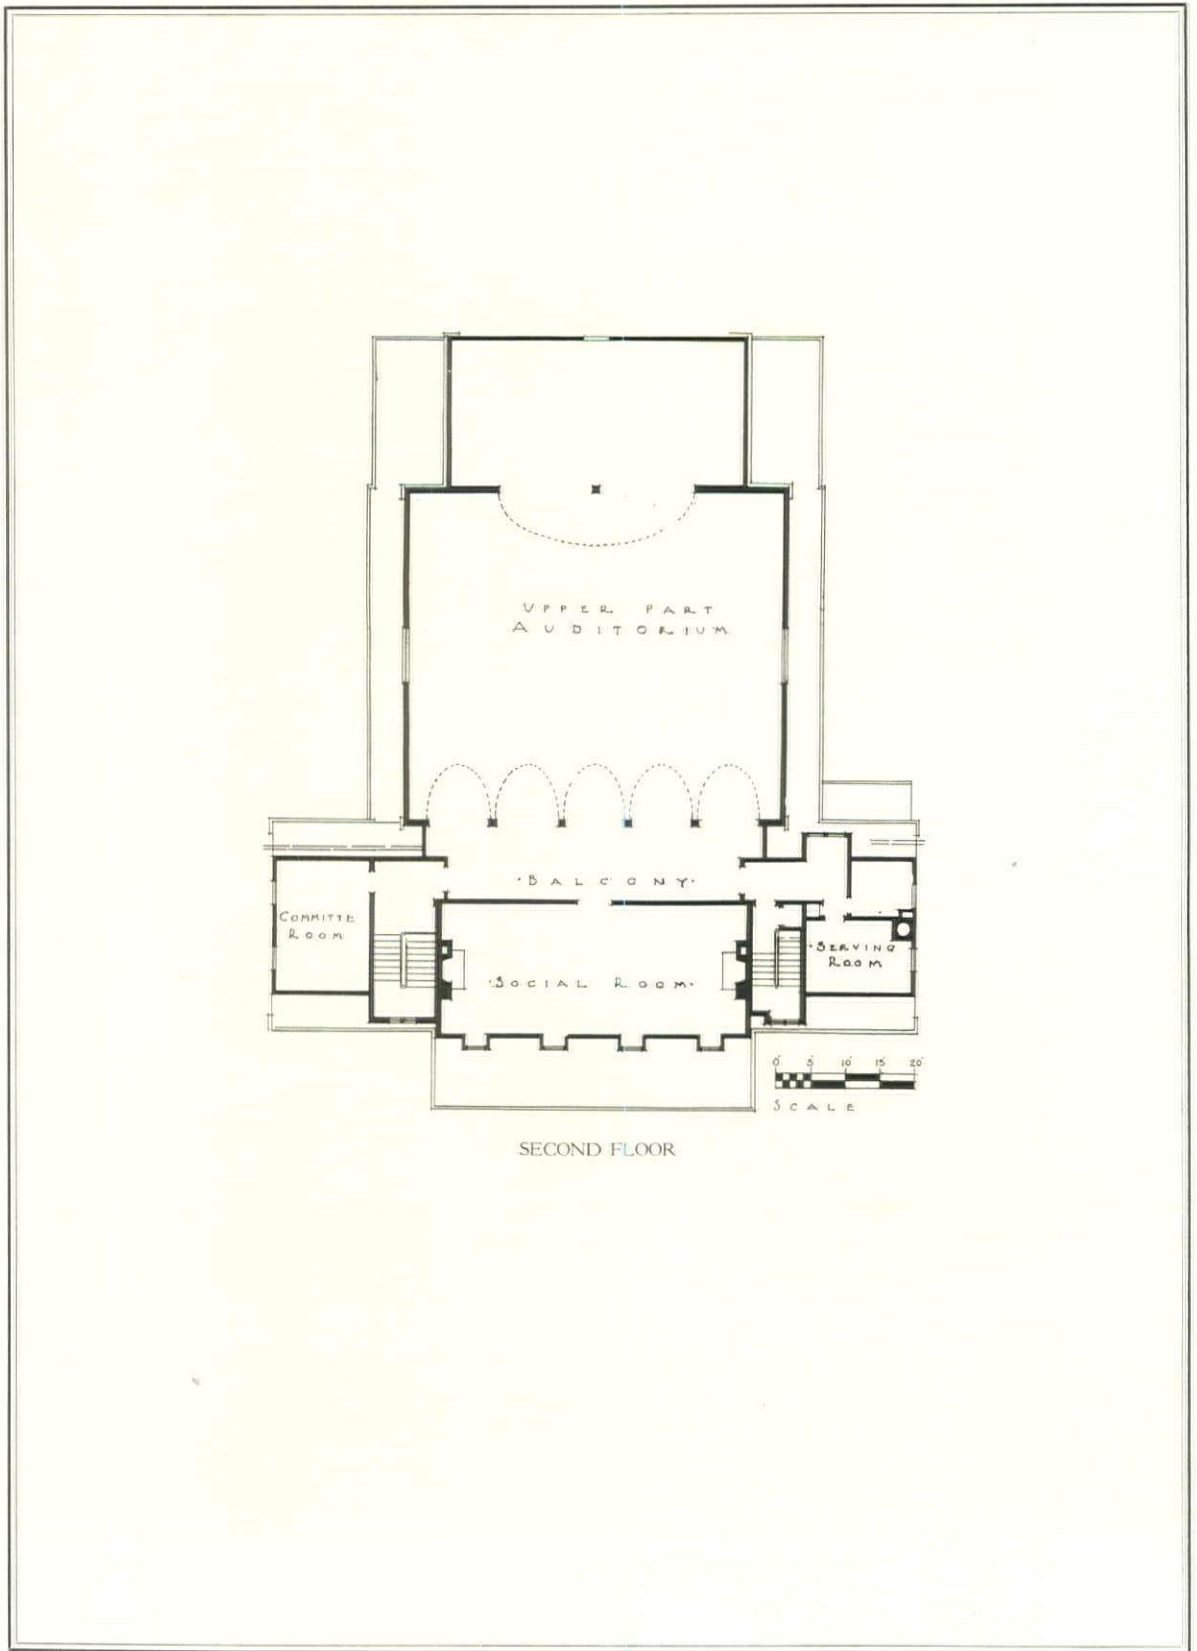 UPPER PART
AUDITORIUM
·BALCONY·
COMMITTE
ROOM
·SERVING
ROOM
·SOCIAL ROOM·
0' 5' 10' 15' 20'
SCALE
SECOND FLOOR